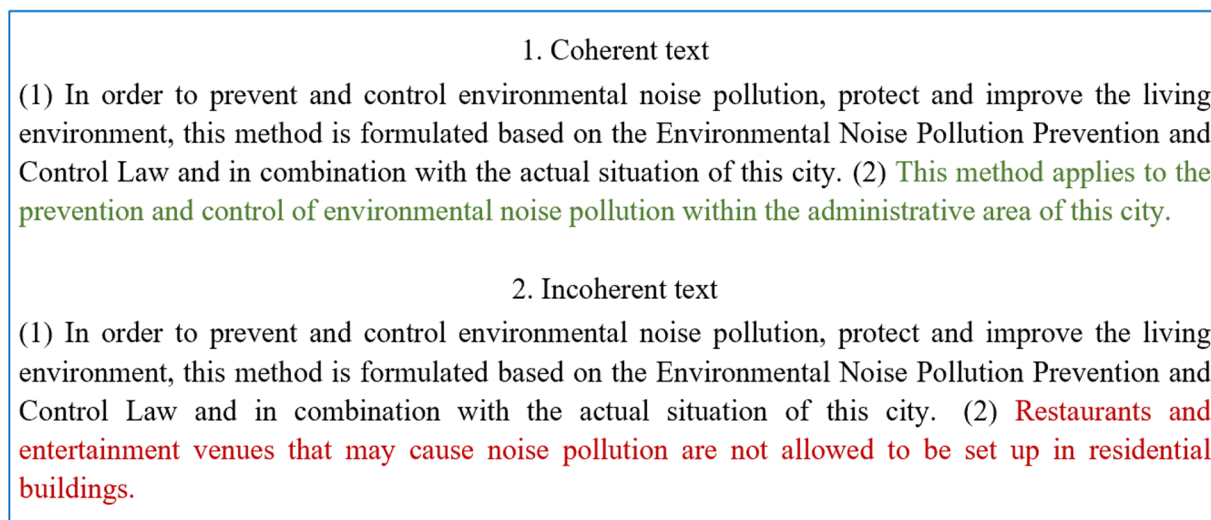 1. Coherent text
(1) In order to prevent and control environmental noise pollution, protect and improve the living
environment, this method is formulated based on the Environmental Noise Pollution Prevention and
Control Law and in combination with the actual situation of this city. (2) This method applies to the
prevention and control of environmental noise pollution within the administrative area of this city.
2. Incoherent text
(1) In order to prevent and control environmental noise pollution, protect and improve the living
environment, this method is formulated based on the Environmental Noise Pollution Prevention and
Control Law and in combination with the actual situation of this city. (2) Restaurants and
entertainment venues that may cause noise pollution are not allowed to be set up in residential
buildings.